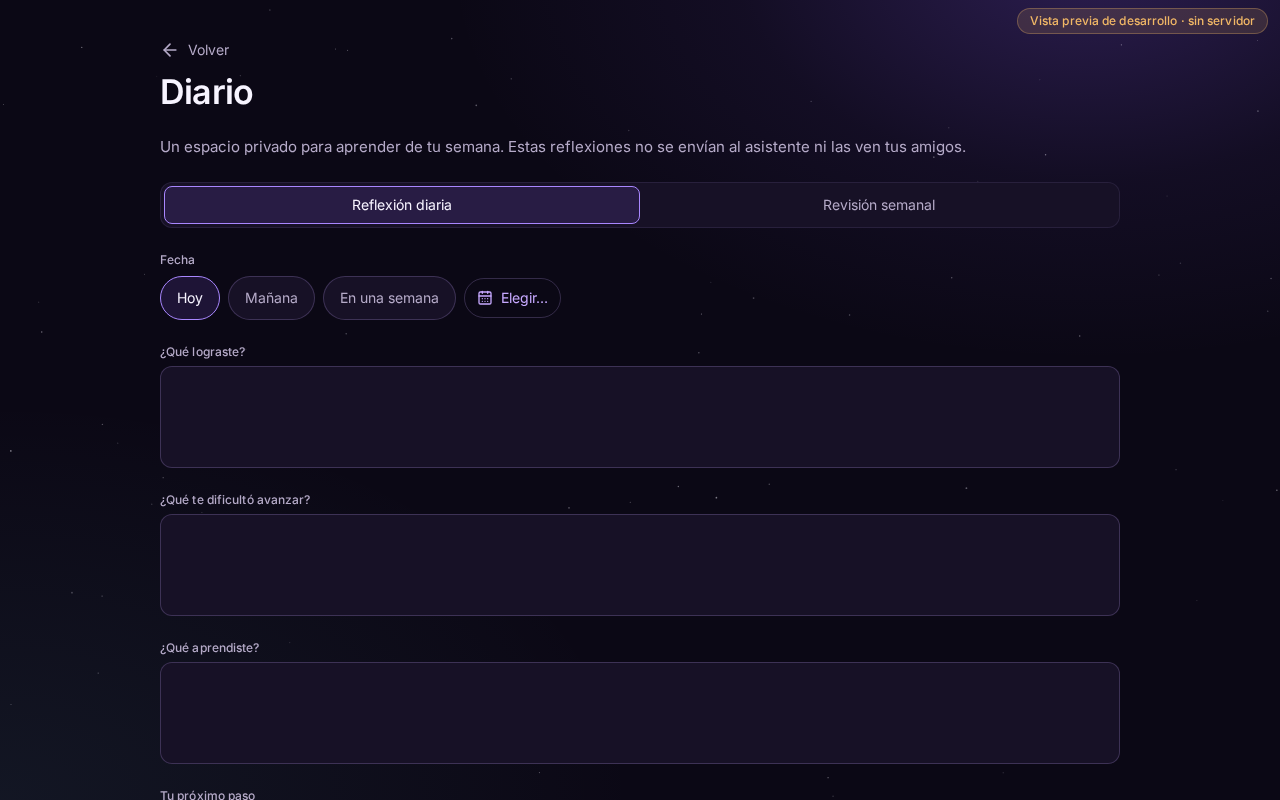 Vista previa de desarrollo · sin servidor
Volver
Diario
Un espacio privado para aprender de tu semana. Estas reflexiones no se envían al asistente ni las ven tus amigos.
Reflexión diaria
Revisión semanal
Fecha
Hoy
Mañana
En una semana
Elegir...
¿Qué lograste?
¿Qué te dificultó avanzar?
¿Qué aprendiste?
Tu próximo paso